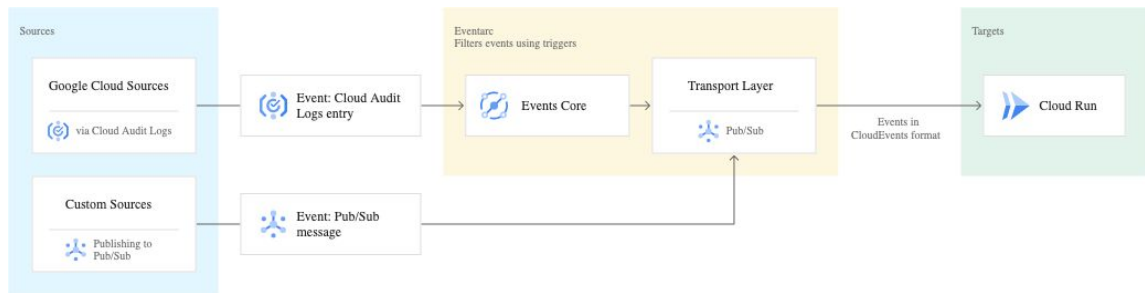 Sources
Google Cloud Sources
via Cloud Audit Logs
Custom Sources
Publishing to
Pub/Sub
Event: Cloud Audit
Logs entry
Event: Pub/Sub
message
Eventarc
Filters events using triggers
Events Core
Transport Layer
Pub/Sub
Events in
CloudEvents format
Targets
Cloud Run